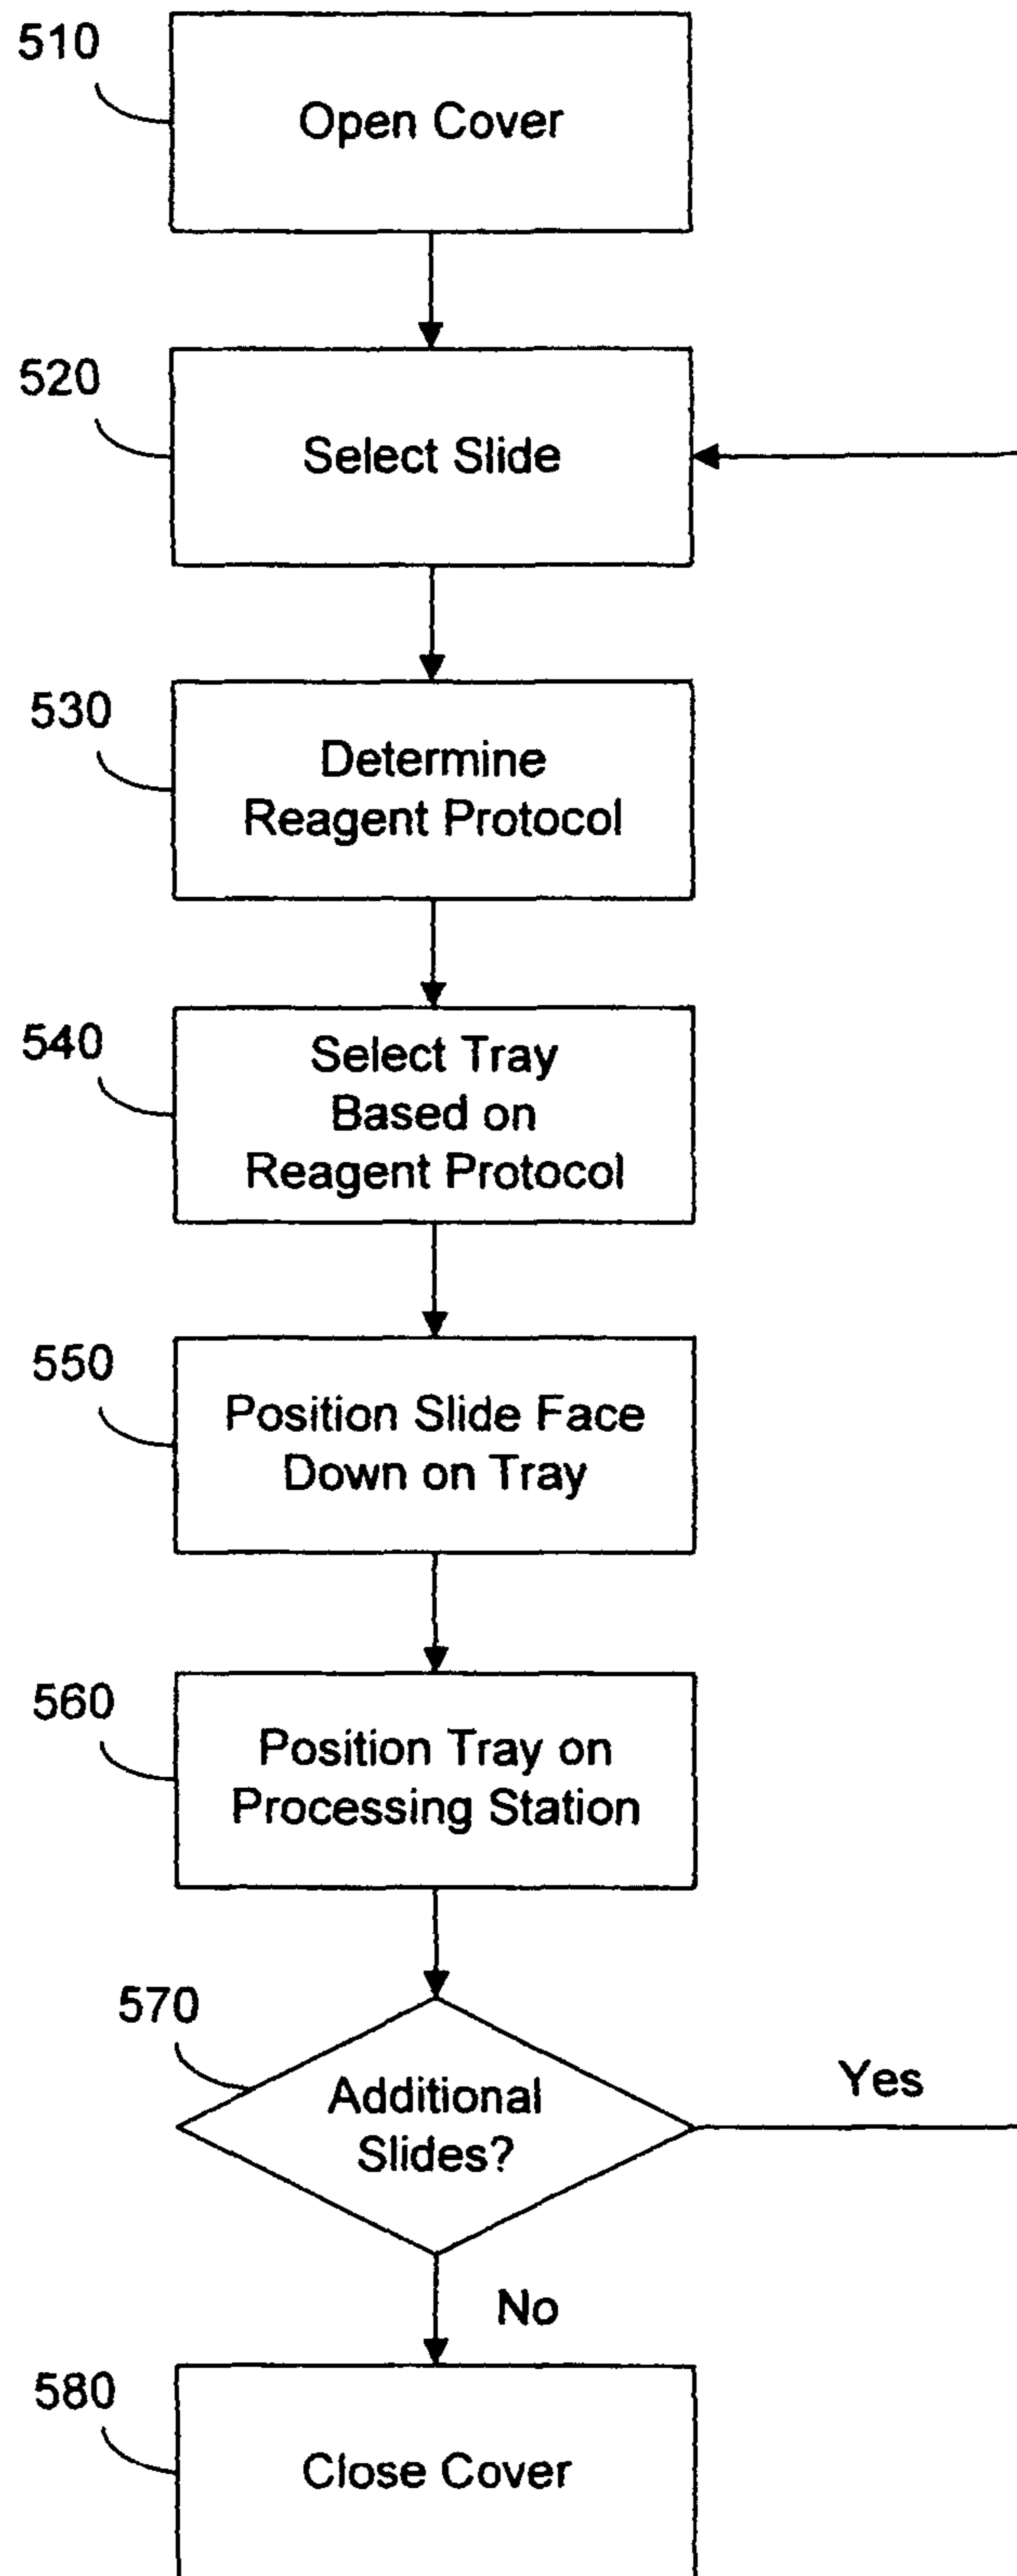 510
Open Cover
520
Select Slide
530
Determine
Reagent Protocol
540
Select Tray
Based on
Reagent Protocol
550
Position Slide Face
Down on Tray
560
Position Tray on
Processing Station
570
Additional
Slides?
Yes
No
580
Close Cover